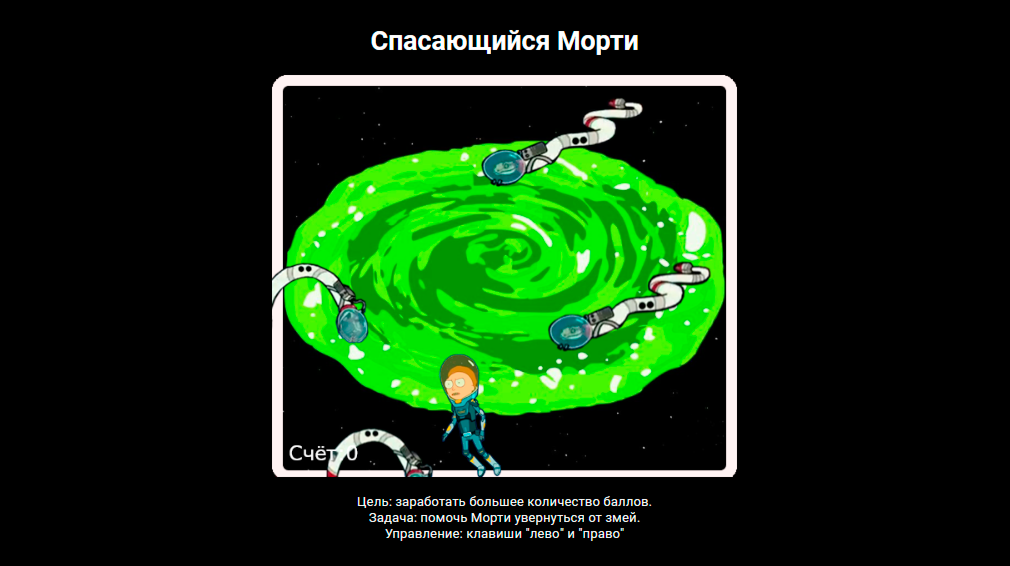 Спасающийся Морти
Счёт: 0
Цель: заработать большее количество баллов.
Задача: помочь Морти увернуться от змей.
Управление: клавиши "лево" и "право"